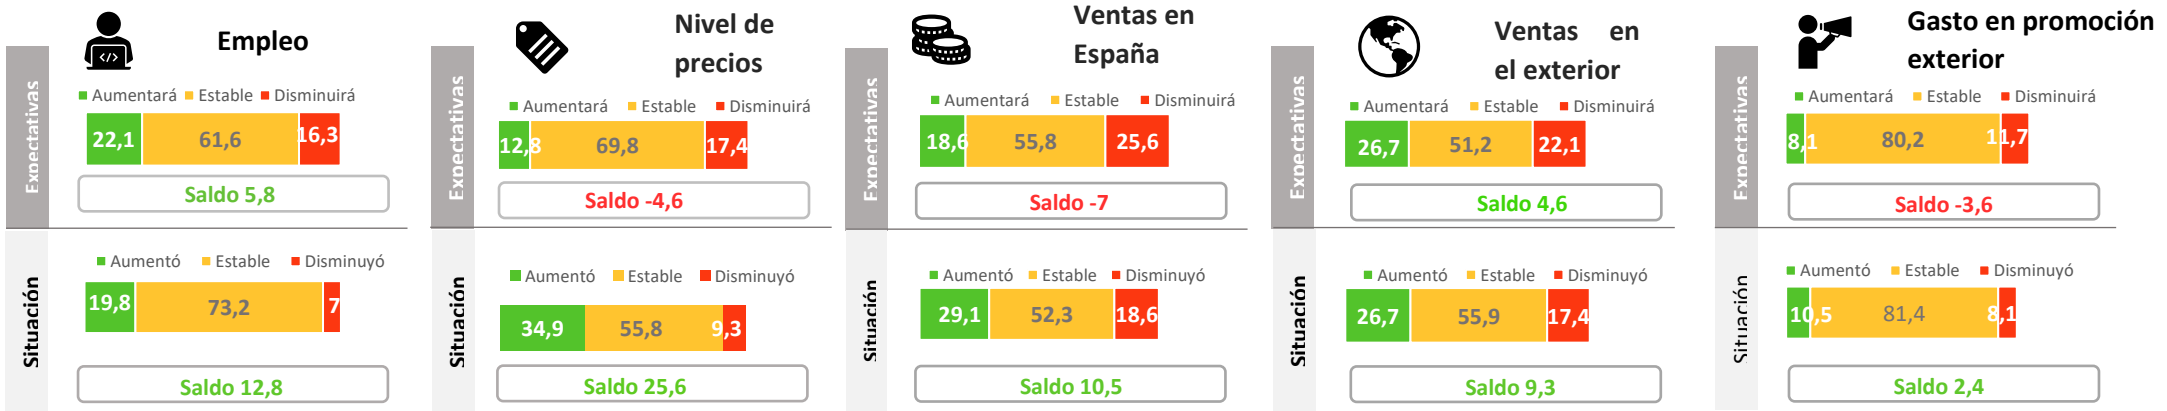 Empleo
Expectativas
Aumentará Estable Disminuirá
22,1 61,6 16,3
Saldo 5,8
Situación
Aumentó Estable Disminuyó
19,8 73,2 7
Saldo 12,8
Nivel de
precios
Expectativas
Aumentará Estable Disminuirá
12,8 69,8 17,4
Saldo -4,6
Situación
Aumentó Estable Disminuyó
34,9 55,8 9,3
Saldo 25,6
Ventas en
España
Expectativas
Aumentará Estable Disminuirá
18,6 55,8 25,6
Saldo -7
Situación
Aumentó Estable Disminuyó
29,1 52,3 18,6
Saldo 10,5
Ventas en
el exterior
Expectativas
Aumentará Estable Disminuirá
26,7 51,2 22,1
Saldo 4,6
Situación
Aumentó Estable Disminuyó
26,7 55,9 17,4
Saldo 9,3
Gasto en promoción
exterior
Expectativas
Aumentará Estable Disminuirá
8,1 80,2 11,7
Saldo -3,6
Situación
Aumentó Estable Disminuyó
10,5 81,4 8,1
Saldo 2,4